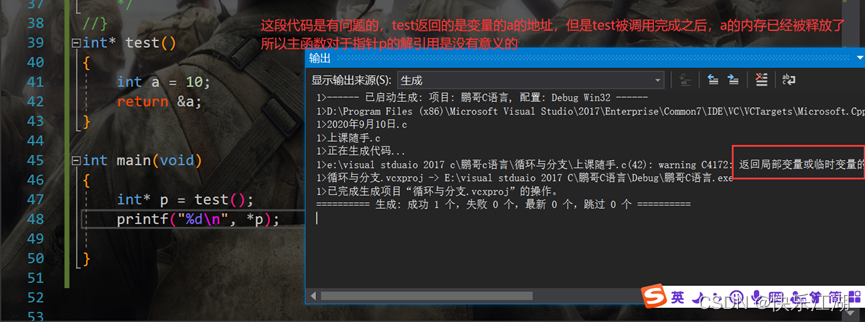 37
38 */
//}
39 int* test()
40 {
41 int a = 10;
42 return &a;
43 }
44
45 int main(void)
46 {
47 int* p = test();
48 printf("%d\n", *p);
49
50 }
51
52
53
这段代码是有问题的，test返回的是变量的a的地址，但是test被调用完成之后，a的内存已经被释放了
所以主函数对于指针p的解引用是没有意义的
输出
显示输出来源(S): 生成
1>------ 已启动生成: 项目: 鹏哥C语言, 配置: Debug Win32 ------
1>D:\Program Files (x86)\Microsoft Visual Studio\2017\Enterprise\Common7\IDE\VC\VCTargets\Microsoft.Cpp
1>2020年9月10日.c
1>上课随手.c
1>正在生成代码...
1>e:\visual stduaio 2017 c\鹏哥c语言\循环与分支\上课随手.c(42): warning C4172: 返回局部变量或临时变量的
1>循环与分支.vcxproj -> E:\visual stduaio 2017 C\鹏哥C语言\Debug\鹏哥C语言.exe
1>已完成生成项目“循环与分支.vcxproj”的操作。
========== 生成: 成功 1 个，失败 0 个，最新 0 个，跳过 0 个 ==========
S 英
CSDN @快乐江湖